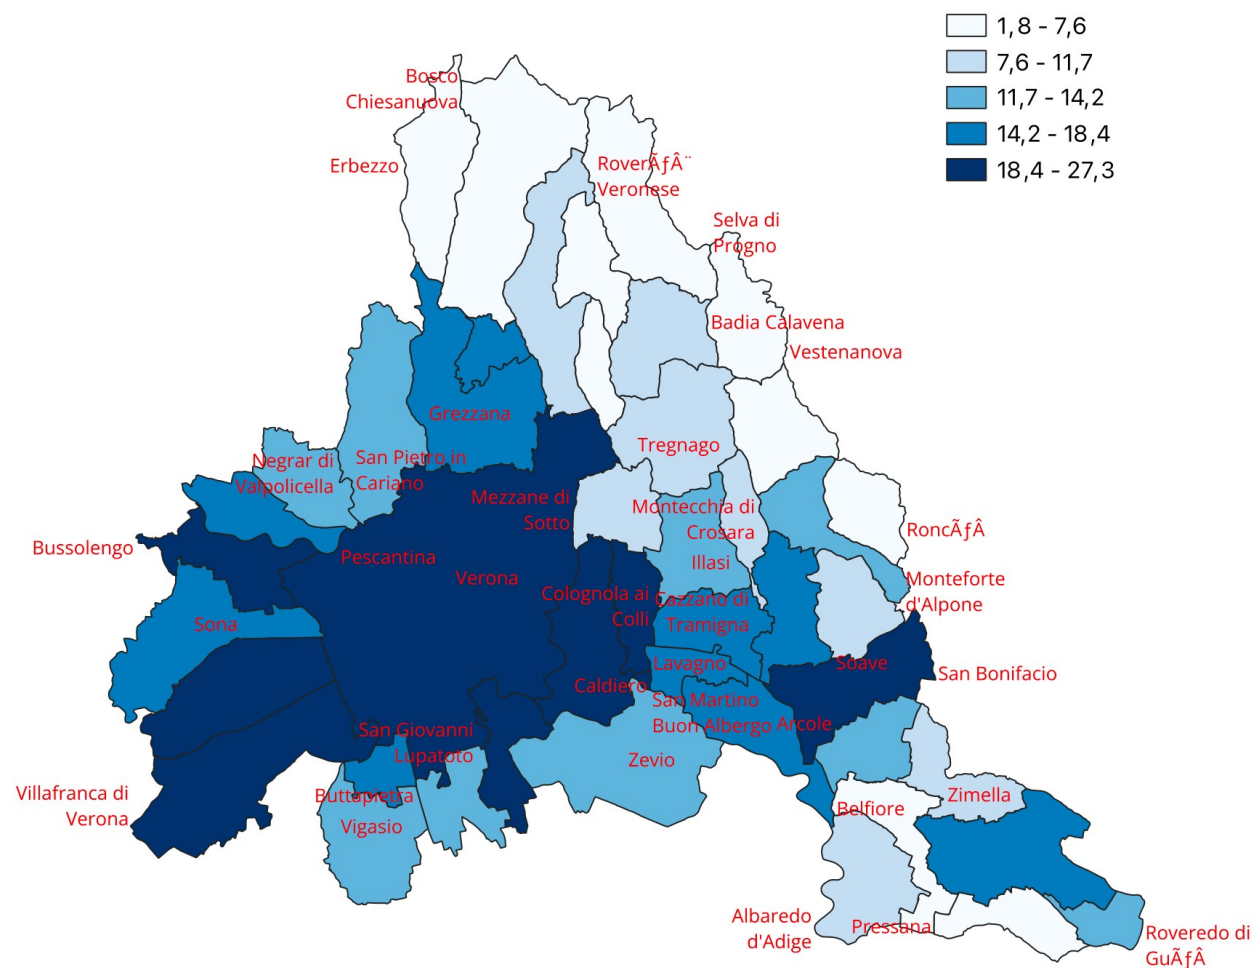 1,8 - 7,6
7,6 - 11,7
11,7 - 14,2
14,2 - 18,4
18,4 - 27,3
Bosco
Chiesanuova
Erbezzo
RoverÃƒÂ¨
Veronese
Selva di
Progno
Badia Calavena
Vestenanova
Grezzana
Tregnago
Negrar di
Valpolicella
San Pietro in
Cariano
Mezzane di
Sotto
Montecchia di
Crosara
RoncÃƒÂ
Bussolengo
Pescantina
Verona
Illasi
Monteforte
d'Alpone
Colognola ai
Colli
Cazzano di
Tramigna
Sona
Lavagno
Soave
San Bonifacio
Caldiero
San Martino
Buon Albergo
Arcole
San Giovanni
Lupatoto
Zevio
Villafranca di
Verona
Buttapietra
Vigasio
Belfiore
Zimella
Albaredo
d'Adige
Pressana
Roveredo di
GuÃƒÂ